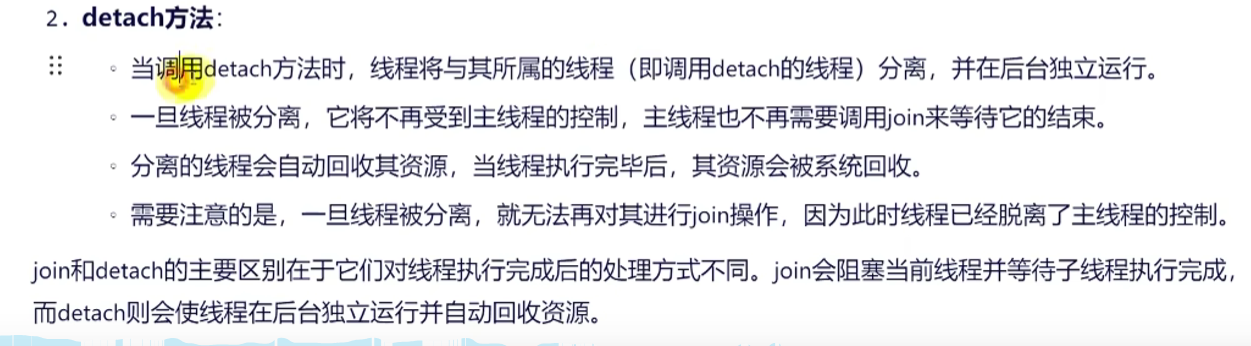 2. detach方法：
◦ 当调用detach方法时，线程将与其所属的线程（即调用detach的线程）分离，并在后台独立运行。
◦ 一旦线程被分离，它将不再受到主线程的控制，主线程也不再需要调用join来等待它的结束。
◦ 分离的线程会自动回收其资源，当线程执行完毕后，其资源会被系统回收。
◦ 需要注意的是，一旦线程被分离，就无法再对其进行join操作，因为此时线程已经脱离了主线程的控制。
join和detach的主要区别在于它们对线程执行完成后的处理方式不同。join会阻塞当前线程并等待子线程执行完成，
而detach则会使线程在后台独立运行并自动回收资源。